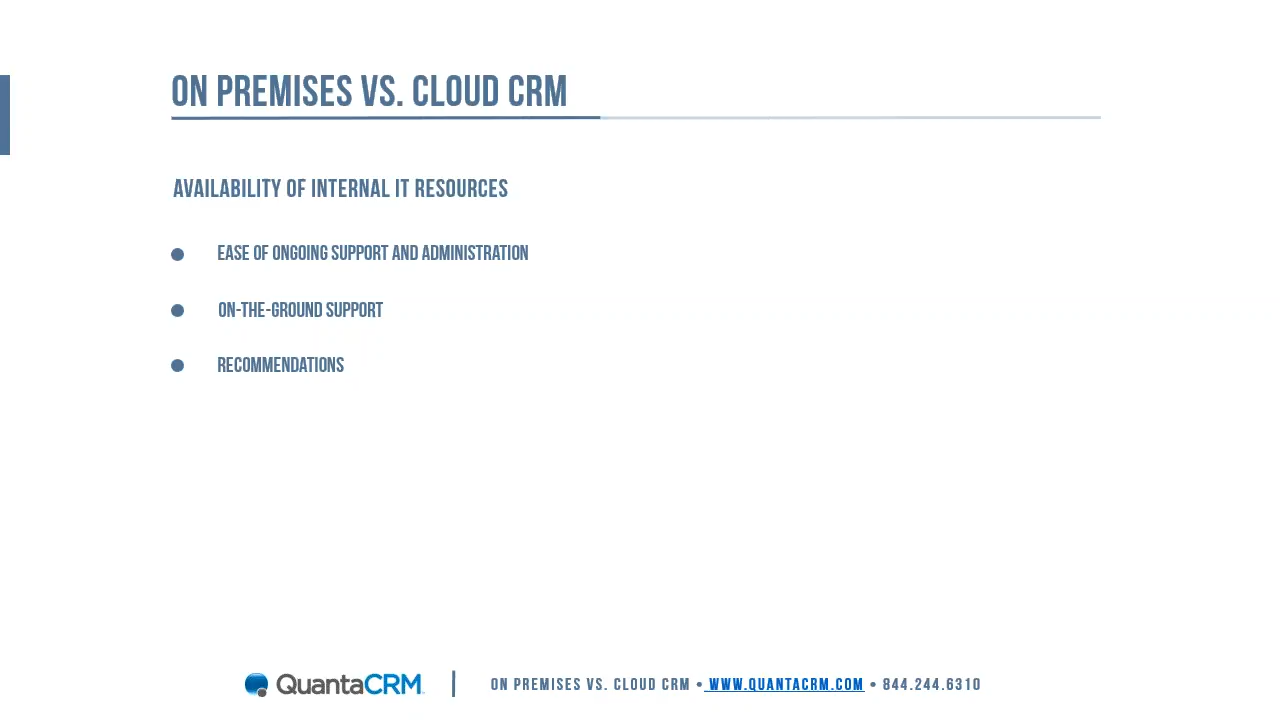 ON PREMISES VS. CLOUD CRM
AVAILABILITY OF INTERNAL IT RESOURCES
EASE OF ONGOING SUPPORT AND ADMINISTRATION
ON-THE-GROUND SUPPORT
RECOMMENDATIONS
QuantaCRM
ON PREMISES VS. CLOUD CRM • WWW.QUANTACRM.COM • 844.244.6310